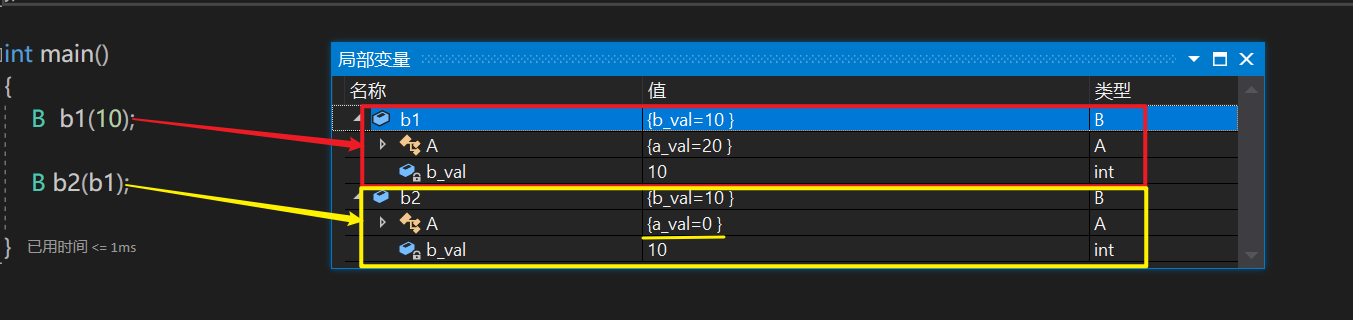 int main()
{
B b1(10);
B b2(b1);
} 已用时间 <= 1ms
局部变量
名称 值 类型
b1 {b_val=10 } B
A {a_val=20 } A
b_val 10 int
b2 {b_val=10 } B
A {a_val=0 } A
b_val 10 int